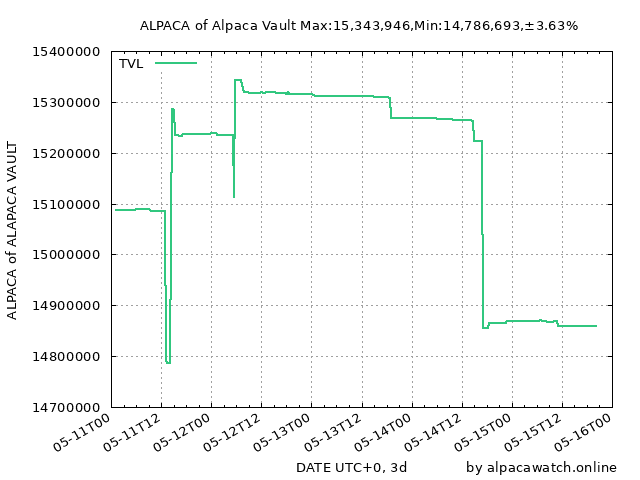 ALPACA of Alpaca Vault Max:15,343,946,Min:14,786,693,±3.63%
TVL
ALPACA of ALAPACA VAULT
15400000
15300000
15200000
15100000
15000000
14900000
14800000
14700000
05-11T00
05-11T12
05-12T00
05-12T12
05-13T00
05-13T12
05-14T00
05-14T12
05-15T00
05-15T12
05-16T00
DATE UTC+0, 3d
by alpacawatch.online